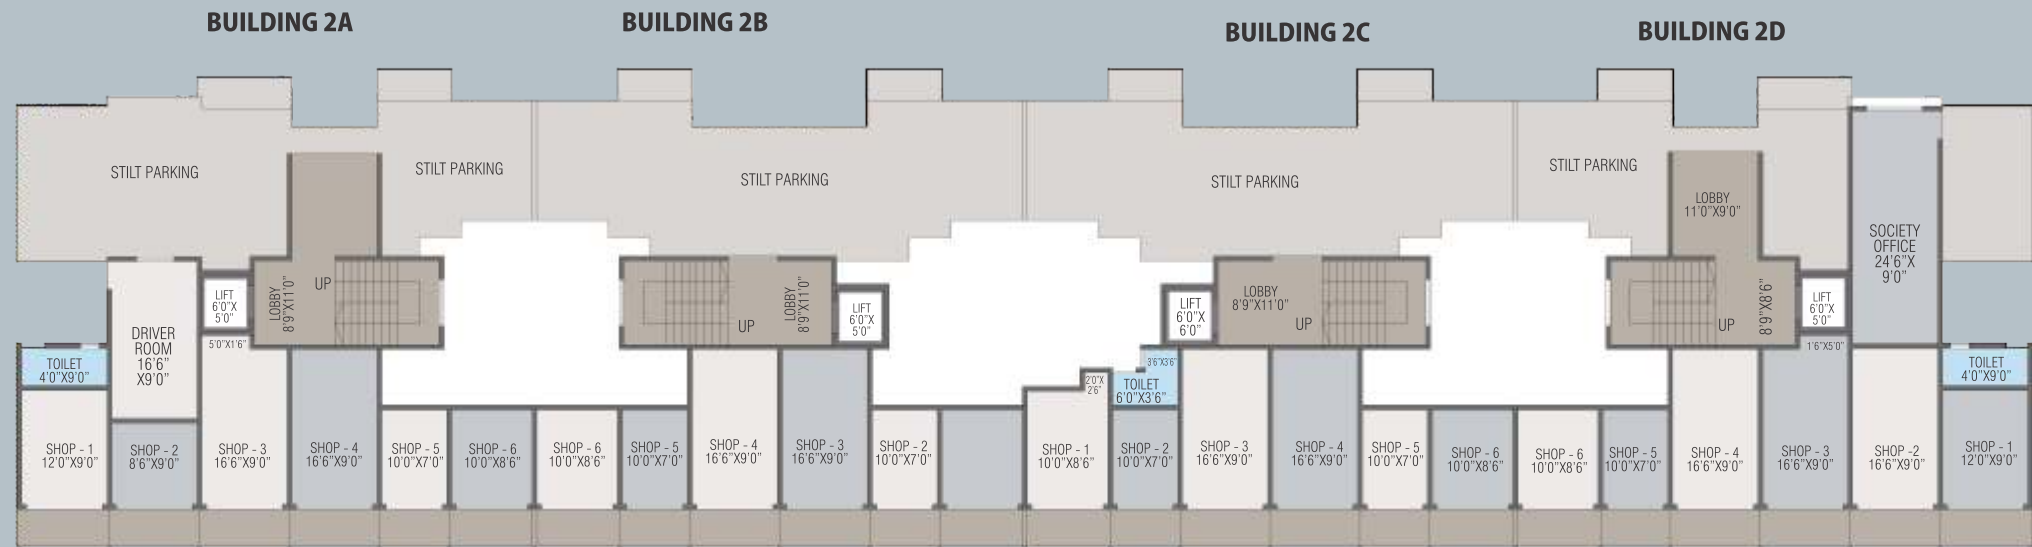 BUILDING 2A
BUILDING 2B
BUILDING 2C
BUILDING 2D
STILT PARKING
STILT PARKING
STILT PARKING
STILT PARKING
STILT PARKING
LOBBY
11'0"X9'0"
SOCIETY
OFFICE
24'6"X
9'0"
LIFT
6'0"X
5'0"
LOBBY
8'9"X11'0"
UP
UP
LOBBY
8'9"X11'0"
LIFT
6'0"X
5'0"
LIFT
6'0"X
6'0"
LOBBY
8'9"X11'0"
UP
UP
8'9"X8'6"
LIFT
6'0"X
5'0"
DRIVER
ROOM
16'6"
X9'0"
5'0"X1'6"
1'6"X5'0"
TOILET
4'0"X9'0"
2'0"X
2'6"
3'6"X3'6"
TOILET
6'0"X3'6"
TOILET
4'0"X9'0"
SHOP - 1
12'0"X9'0"
SHOP - 2
8'6"X9'0"
SHOP - 3
16'6"X9'0"
SHOP - 4
16'6"X9'0"
SHOP - 5
10'0"X7'0"
SHOP - 6
10'0"X8'6"
SHOP - 6
10'0"X8'6"
SHOP - 5
10'0"X7'0"
SHOP - 4
16'6"X9'0"
SHOP - 3
16'6"X9'0"
SHOP - 2
10'0"X7'0"
SHOP - 1
10'0"X8'6"
SHOP - 2
10'0"X7'0"
SHOP - 3
16'6"X9'0"
SHOP - 4
16'6"X9'0"
SHOP - 5
10'0"X7'0"
SHOP - 6
10'0"X8'6"
SHOP - 6
10'0"X8'6"
SHOP - 5
10'0"X7'0"
SHOP - 4
16'6"X9'0"
SHOP - 3
16'6"X9'0"
SHOP -2
16'6"X9'0"
SHOP - 1
12'0"X9'0"